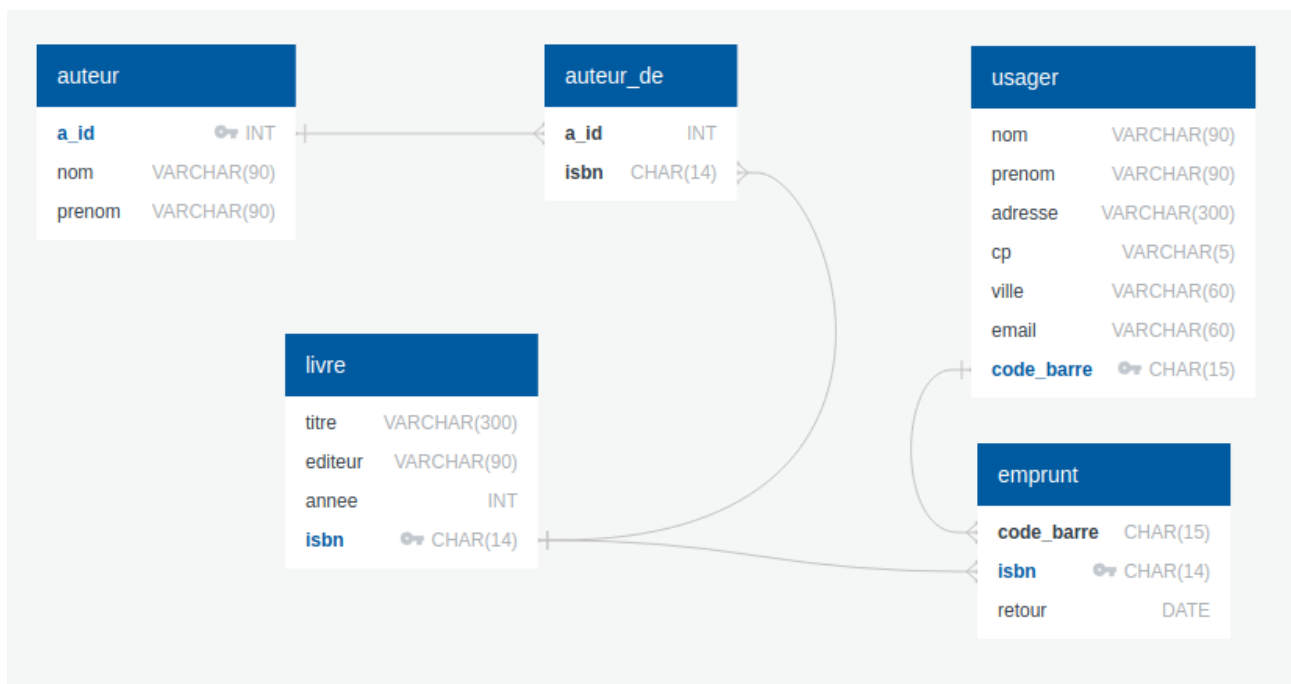 auteur
a_id INT
nom VARCHAR(90)
prenom VARCHAR(90)
auteur_de
a_id INT
isbn CHAR(14)
usager
nom VARCHAR(90)
prenom VARCHAR(90)
adresse VARCHAR(300)
cp VARCHAR(5)
ville VARCHAR(60)
email VARCHAR(60)
code_barre CHAR(15)
livre
titre VARCHAR(300)
editeur VARCHAR(90)
annee INT
isbn CHAR(14)
emprunt
code_barre CHAR(15)
isbn CHAR(14)
retour DATE